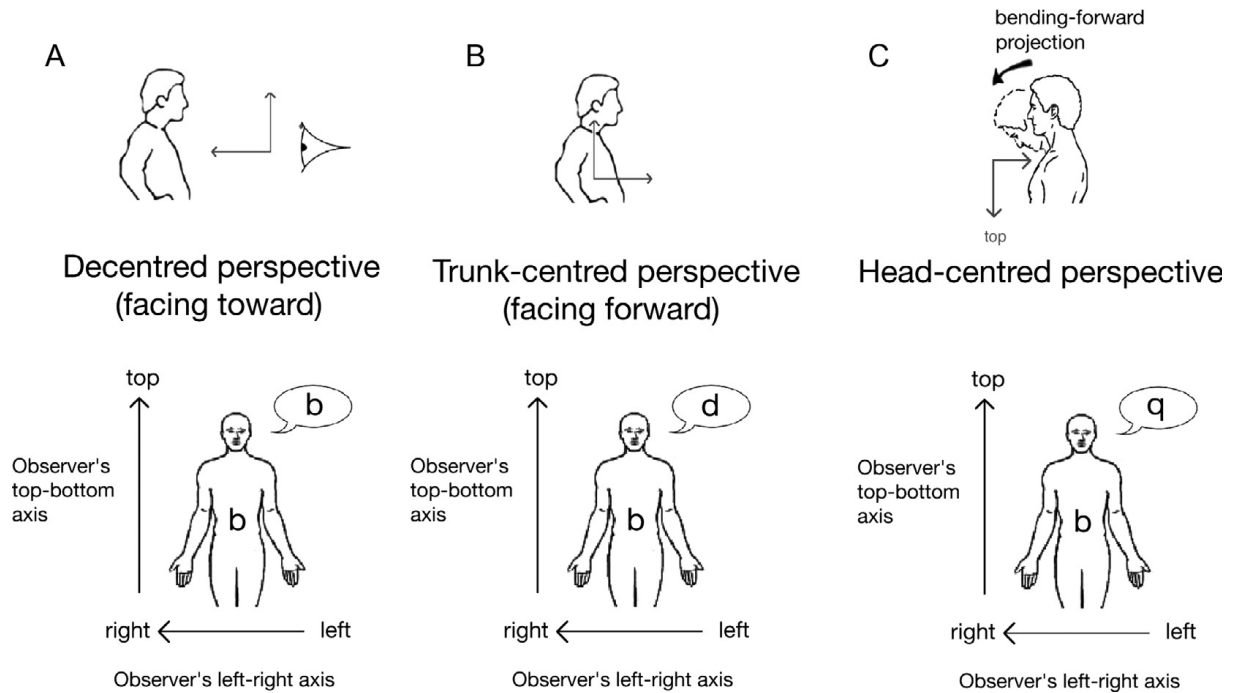 A
B
C
bending-forward
projection
top
Decentred perspective
(facing toward)
Trunk-centred perspective
(facing forward)
Head-centred perspective
top
b
Observer's
top-bottom
axis
b
right
left
Observer's left-right axis
top
d
Observer's
top-bottom
axis
b
right
left
Observer's left-right axis
top
q
Observer's
top-bottom
axis
b
right
left
Observer's left-right axis